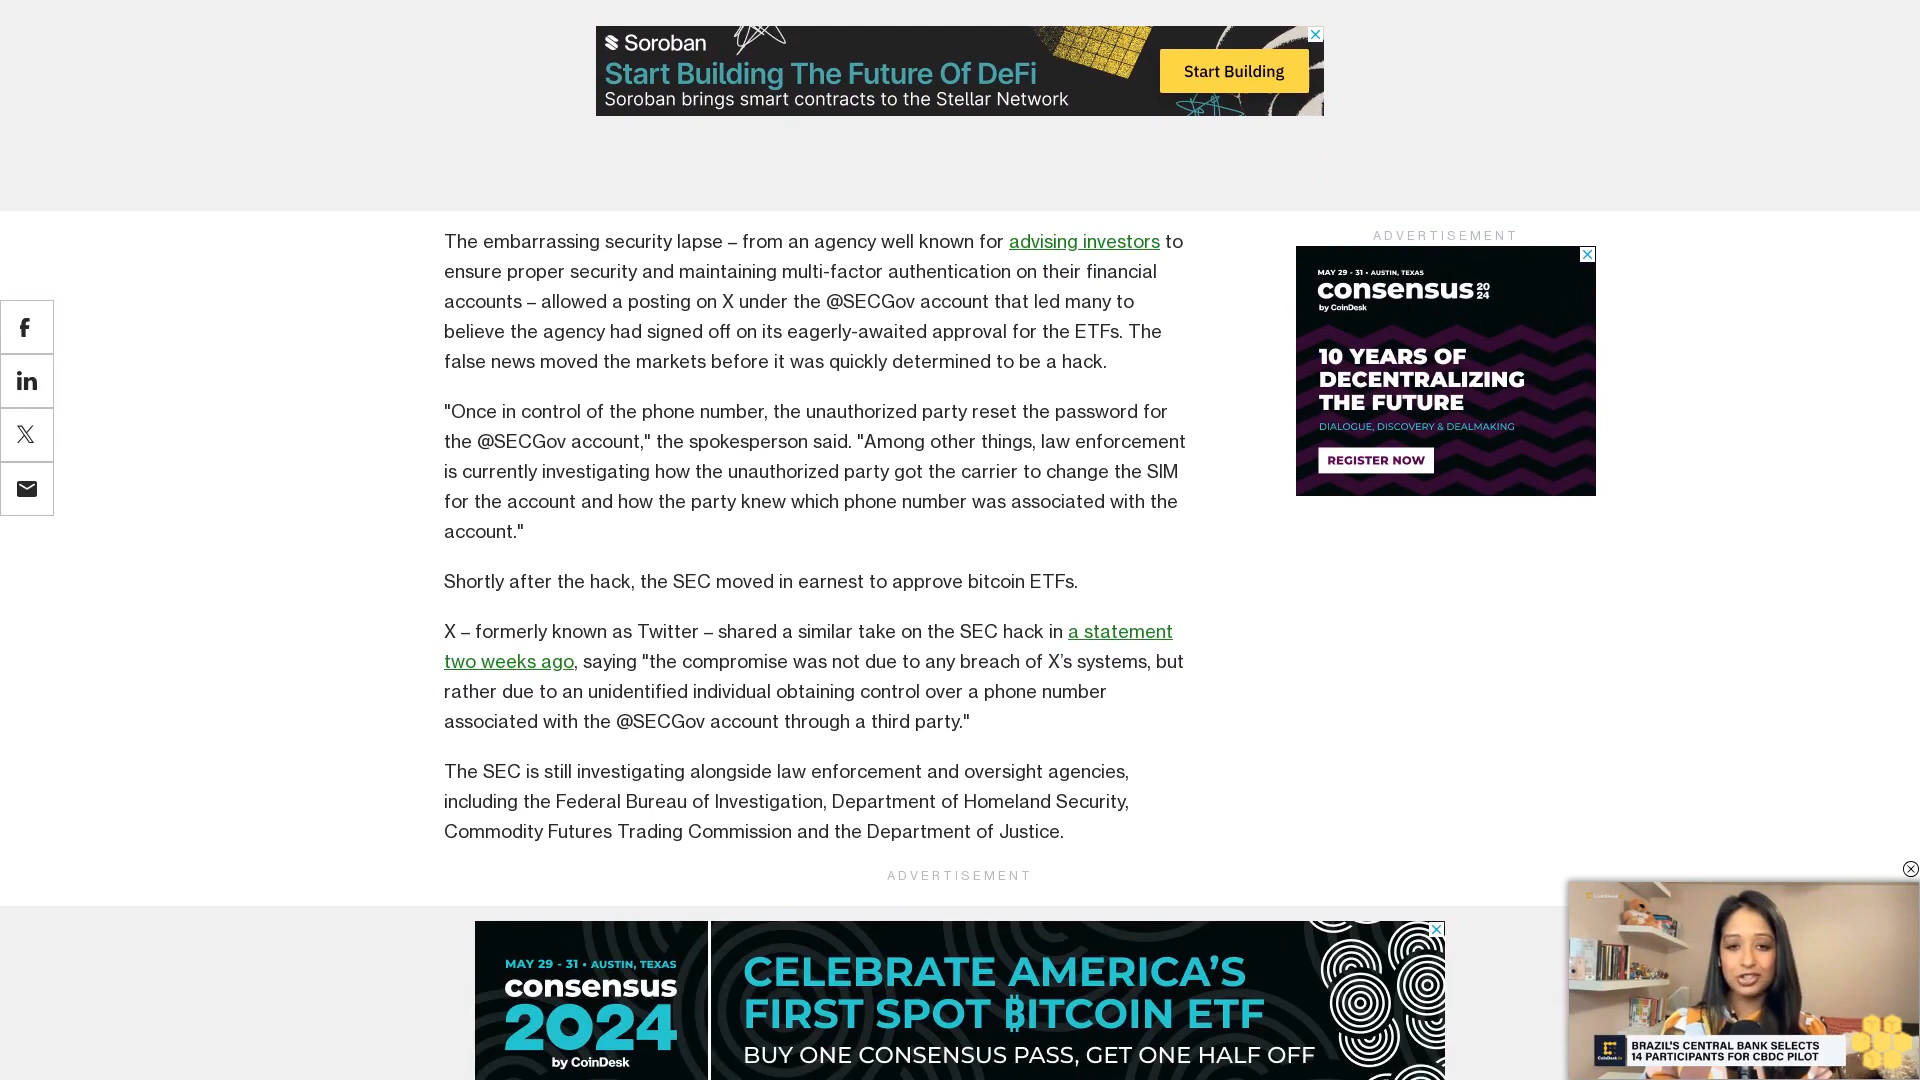 Soroban
Start Building The Future Of DeFi
Soroban brings smart contracts to the Stellar Network
Start Building
The embarrassing security lapse – from an agency well known for advising investors to
ensure proper security and maintaining multi-factor authentication on their financial
accounts – allowed a posting on X under the @SECGov account that led many to
believe the agency had signed off on its eagerly-awaited approval for the ETFs. The
false news moved the markets before it was quickly determined to be a hack.
"Once in control of the phone number, the unauthorized party reset the password for
the @SECGov account," the spokesperson said. "Among other things, law enforcement
is currently investigating how the unauthorized party got the carrier to change the SIM
for the account and how the party knew which phone number was associated with the
account."
Shortly after the hack, the SEC moved in earnest to approve bitcoin ETFs.
X – formerly known as Twitter – shared a similar take on the SEC hack in a statement
two weeks ago, saying "the compromise was not due to any breach of X's systems, but
rather due to an unidentified individual obtaining control over a phone number
associated with the @SECGov account through a third party."
The SEC is still investigating alongside law enforcement and oversight agencies,
including the Federal Bureau of Investigation, Department of Homeland Security,
Commodity Futures Trading Commission and the Department of Justice.
ADVERTISEMENT
ADVERTISEMENT
MAY 29 - 31 • AUSTIN, TEXAS
consensus 2024
by CoinDesk
10 YEARS OF
DECENTRALIZING
THE FUTURE
DIALOGUE, DISCOVERY & DEALMAKING
REGISTER NOW
MAY 29 - 31 • AUSTIN, TEXAS
consensus
2024
by CoinDesk
CELEBRATE AMERICA'S
FIRST SPOT ₿ITCOIN ETF
BUY ONE CONSENSUS PASS, GET ONE HALF OFF
CoinDesk
CoinDesk
BRAZIL'S CENTRAL BANK SELECTS
14 PARTICIPANTS FOR CBDC PILOT